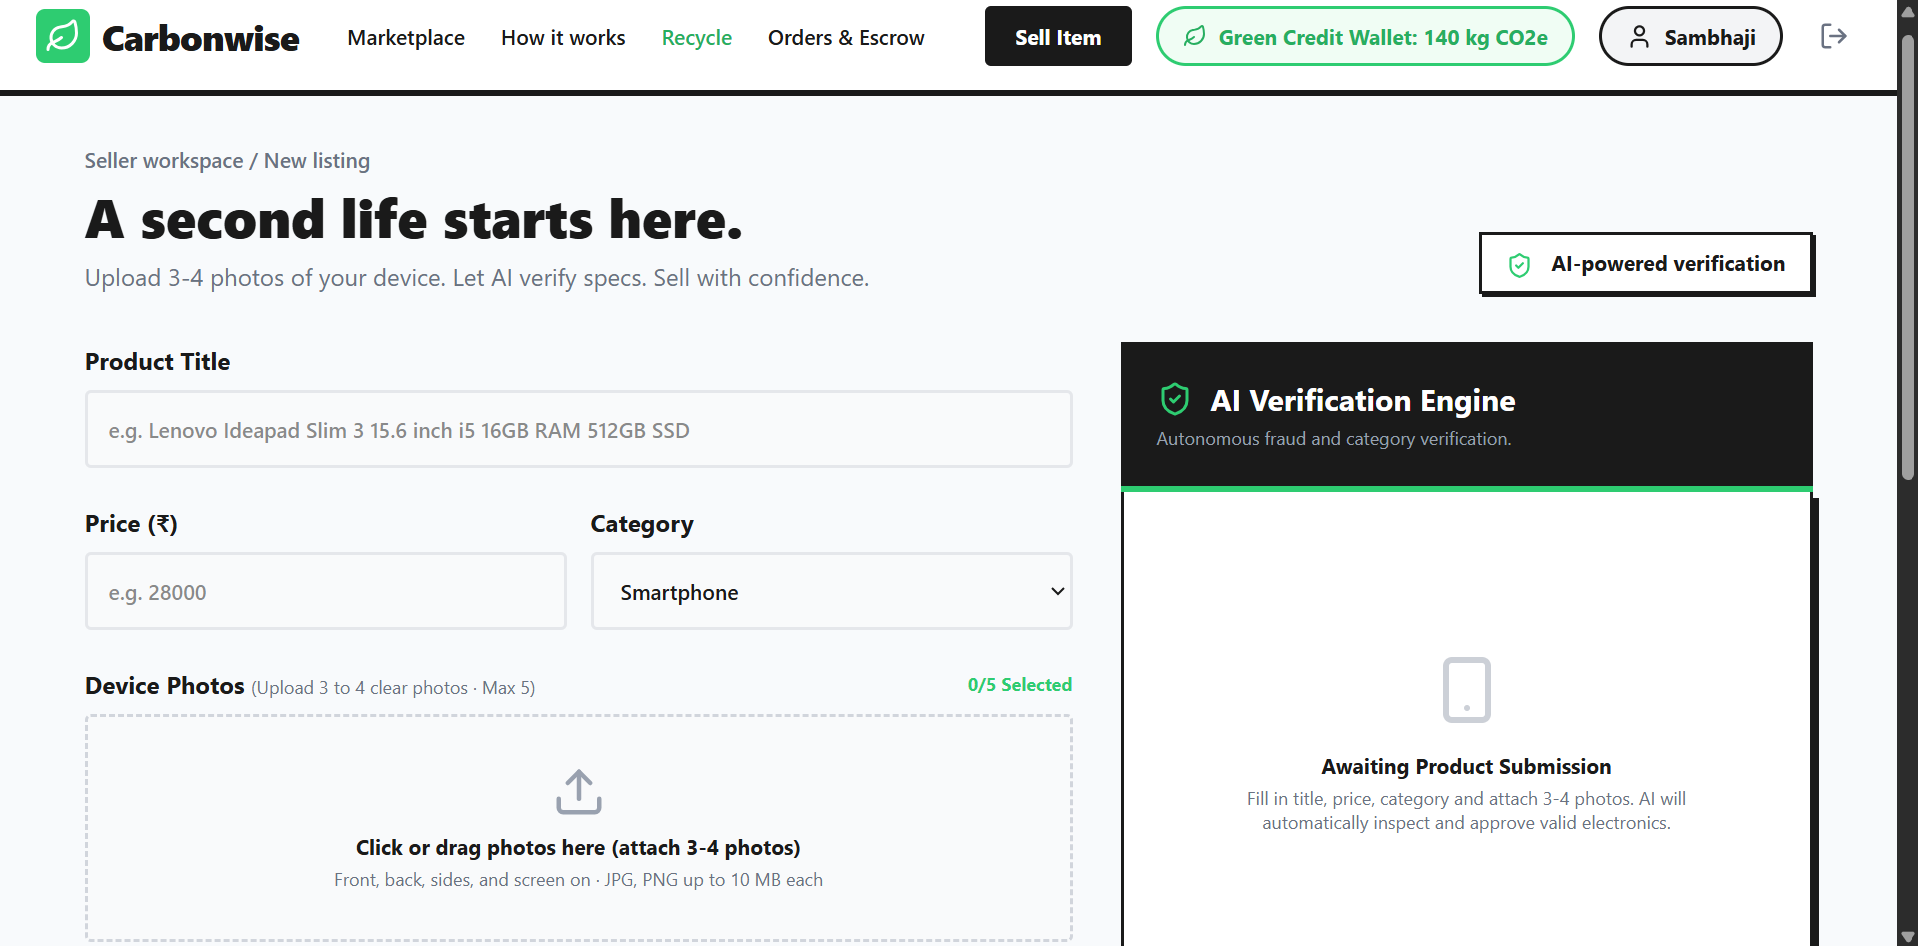 Carbonwise
Marketplace
How it works
Recycle
Orders & Escrow
Sell Item
Green Credit Wallet: 140 kg CO2e
Sambhaji
Seller workspace / New listing
A second life starts here.
Upload 3-4 photos of your device. Let AI verify specs. Sell with confidence.
AI-powered verification
Product Title
e.g. Lenovo Ideapad Slim 3 15.6 inch i5 16GB RAM 512GB SSD
Price (₹)
e.g. 28000
Category
Smartphone
Device Photos (Upload 3 to 4 clear photos · Max 5)
0/5 Selected
Click or drag photos here (attach 3-4 photos)
Front, back, sides, and screen on · JPG, PNG up to 10 MB each
AI Verification Engine
Autonomous fraud and category verification.
Awaiting Product Submission
Fill in title, price, category and attach 3-4 photos. AI will
automatically inspect and approve valid electronics.